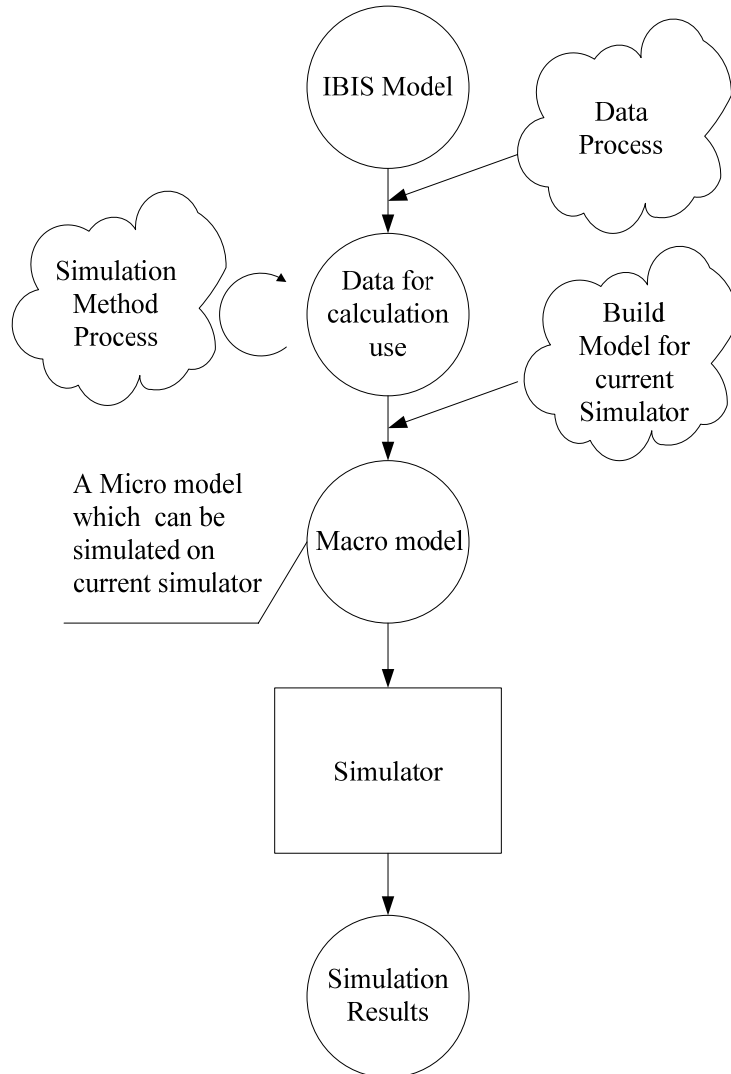 IBIS Model
Data
Process
Simulation
Method
Process
Data for
calculation
use
Build
Model for
current
Simulator
A Micro model
which can be
simulated on
current simulator
Macro model
Simulator
Simulation
Results